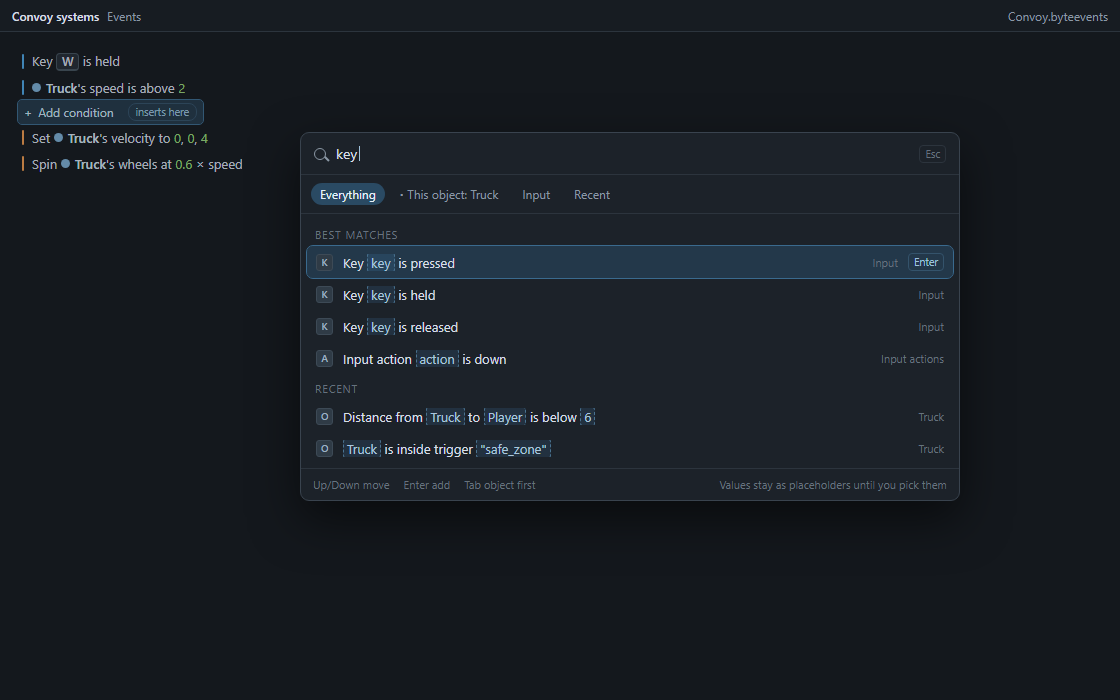 Convoy systems Events Convoy.byteevents
Key W is held
Truck's speed is above 2
+ Add condition inserts here
Set Truck's velocity to 0, 0, 4
Spin Truck's wheels at 0.6 × speed
key Esc
Everything • This object: Truck Input Recent
BEST MATCHES
K Key key is pressed Input Enter
K Key key is held Input
K Key key is released Input
A Input action action is down Input actions
RECENT
O Distance from Truck to Player is below 6 Truck
O Truck is inside trigger "safe_zone" Truck
Up/Down move Enter add Tab object first Values stay as placeholders until you pick them